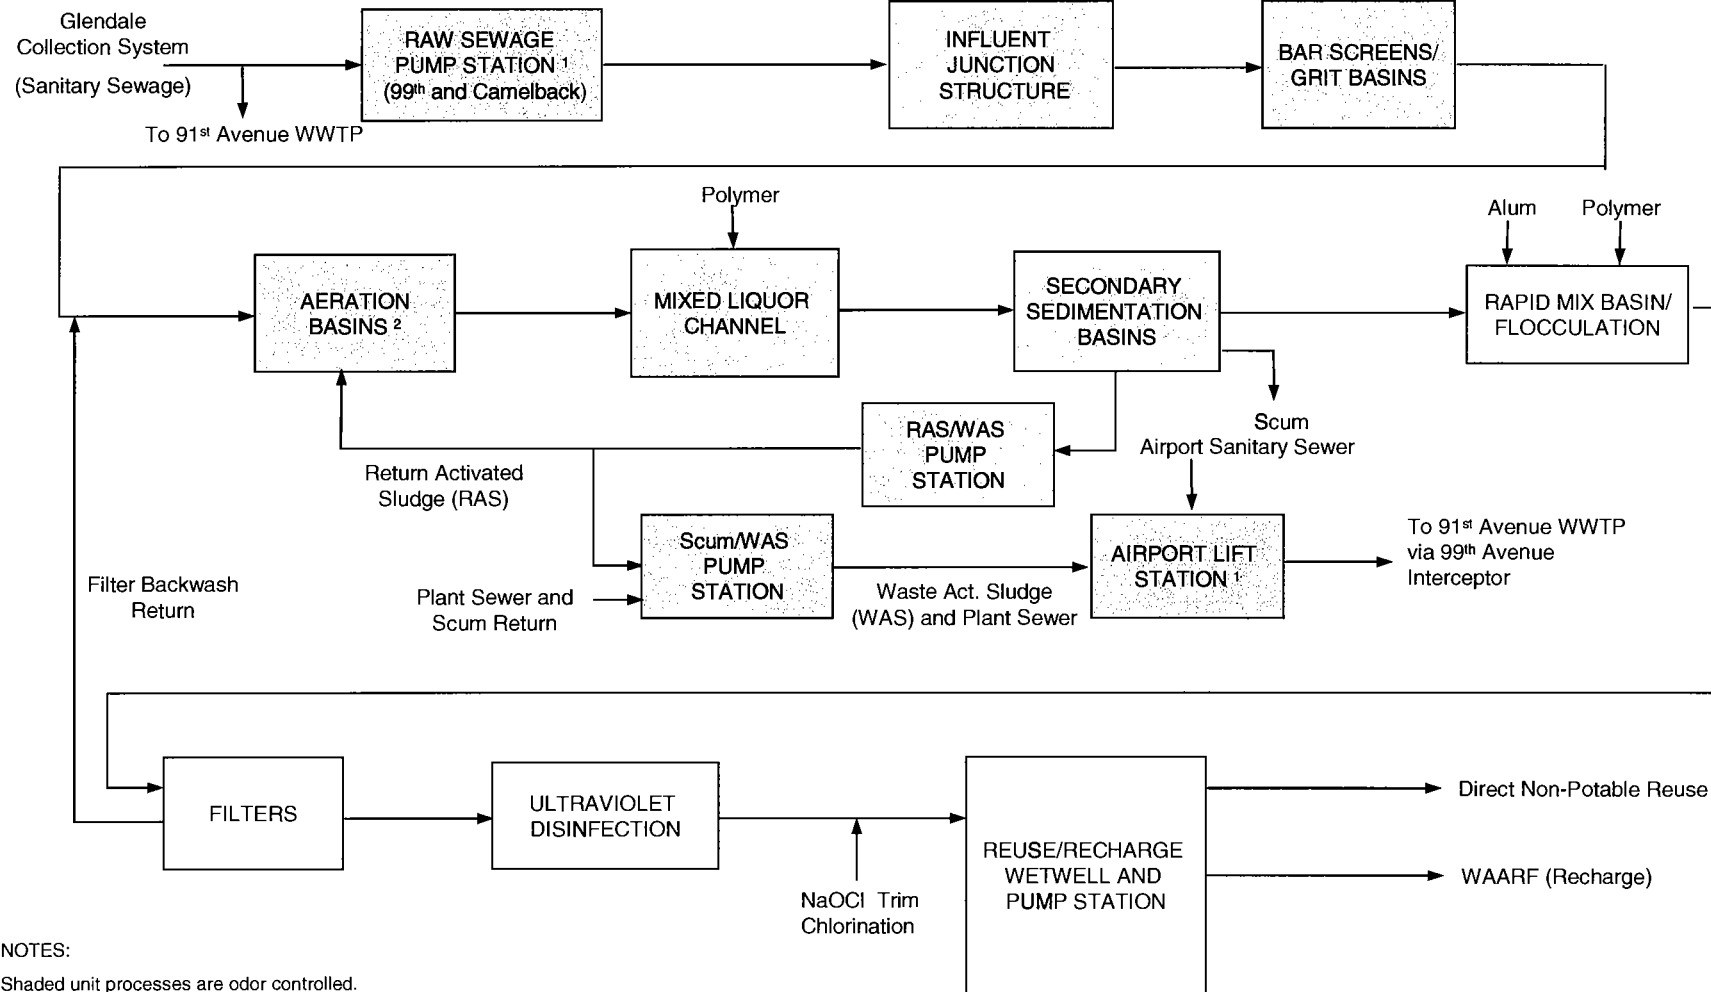 Glendale
Collection System
(Sanitary Sewage)
To 91st Avenue WWTP
RAW SEWAGE
PUMP STATION 1
(99th and Camelback)
INFLUENT
JUNCTION
STRUCTURE
BAR SCREENS/
GRIT BASINS
Polymer
Alum
Polymer
AERATION
BASINS 2
MIXED LIQUOR
CHANNEL
SECONDARY
SEDIMENTATION
BASINS
RAPID MIX BASIN/
FLOCCULATION
Scum
Airport Sanitary Sewer
RAS/WAS
PUMP
STATION
Return Activated
Sludge (RAS)
Scum/WAS
PUMP
STATION
Plant Sewer and
Scum Return
Waste Act. Sludge
(WAS) and Plant Sewer
AIRPORT LIFT
STATION 1
To 91st Avenue WWTP
via 99th Avenue
Interceptor
Filter Backwash
Return
FILTERS
ULTRAVIOLET
DISINFECTION
NaOCl Trim
Chlorination
REUSE/RECHARGE
WETWELL AND
PUMP STATION
Direct Non-Potable Reuse
WAARF (Recharge)
NOTES:
Shaded unit processes are odor controlled.